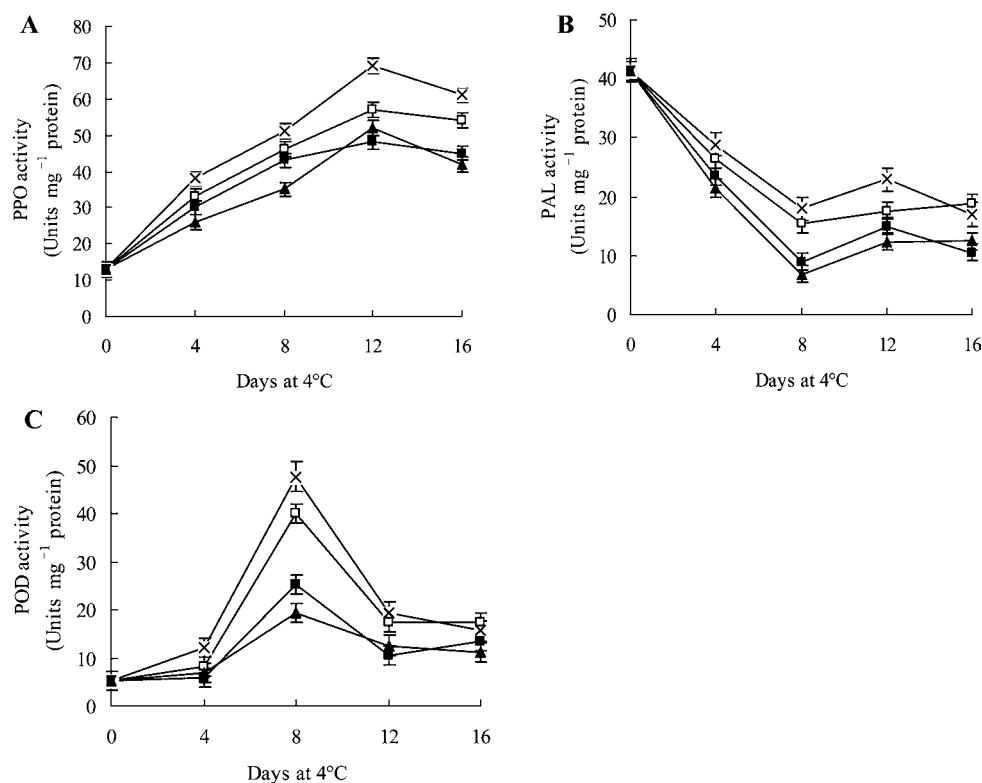 A
PPO activity
(Units mg⁻¹ protein)
80
70
60
50
40
30
20
10
0
0 4 8 12 16
Days at 4°C
B
PAL activity
(Units mg⁻¹ protein)
50
40
30
20
10
0
0 4 8 12 16
Days at 4°C
C
POD activity
(Units mg⁻¹ protein)
60
50
40
30
20
10
0
0 4 8 12 16
Days at 4°C